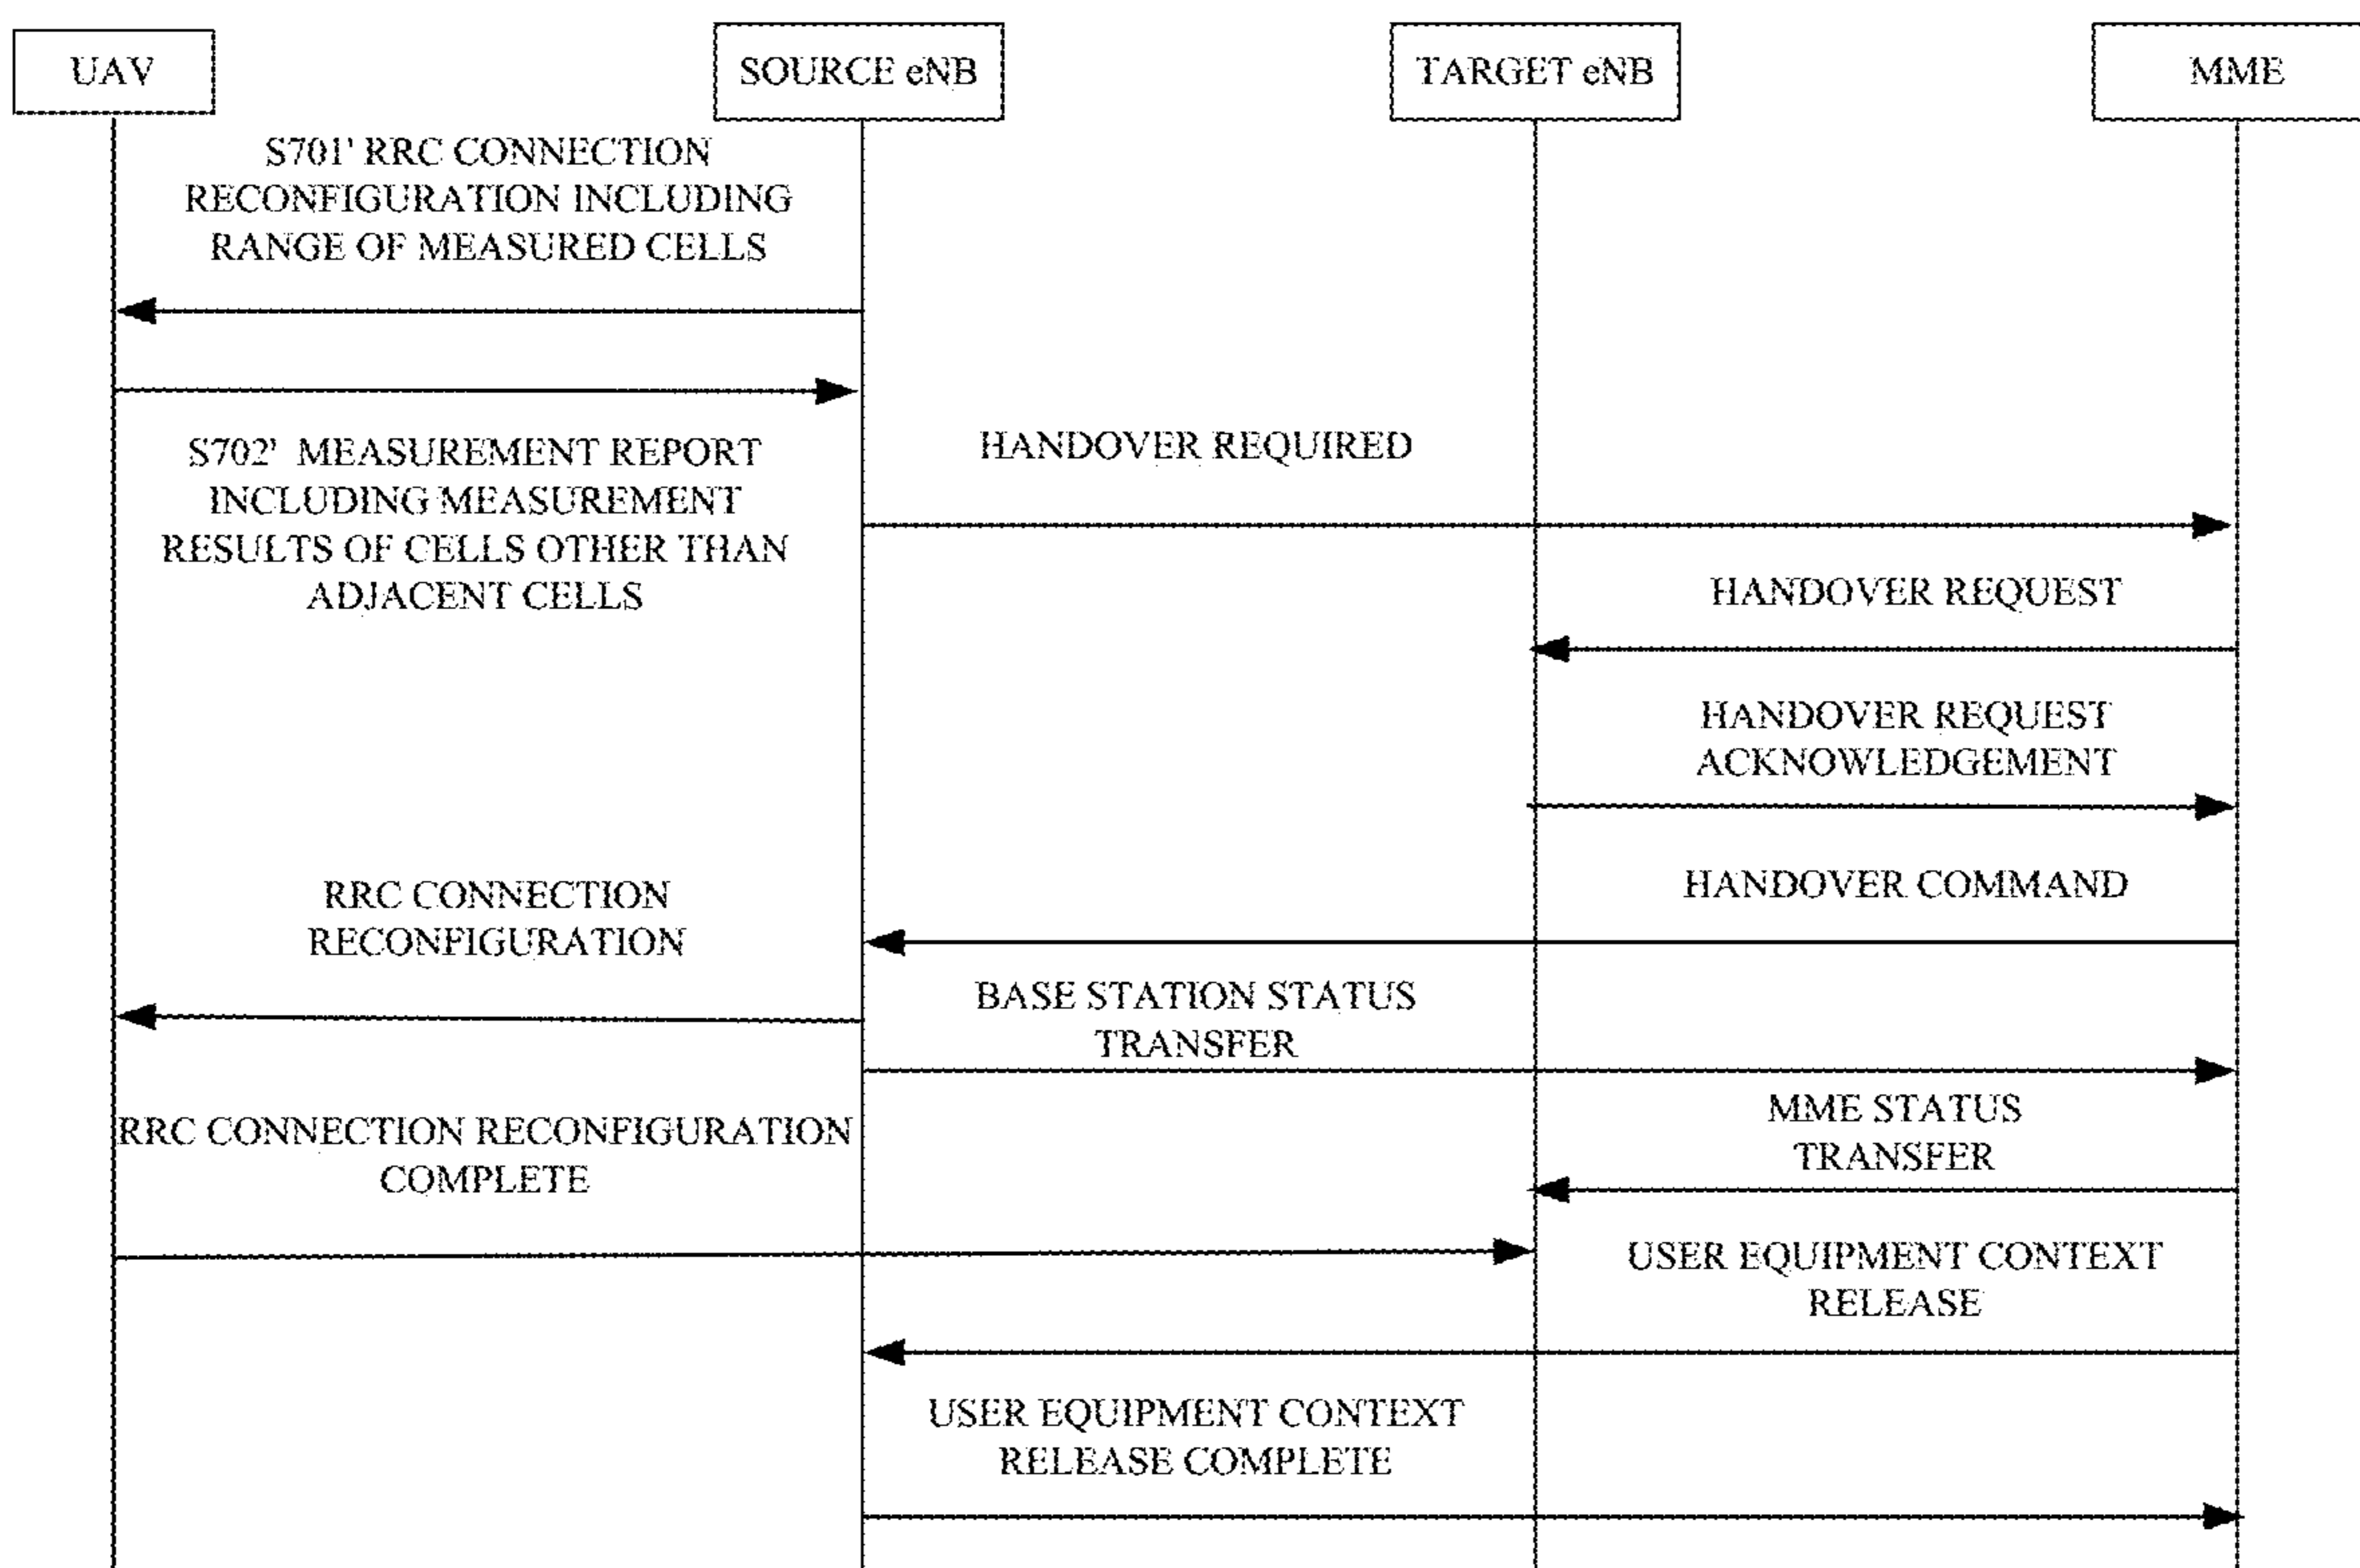 UAV
SOURCE eNB
TARGET eNB
MME
S701' RRC CONNECTION
RECONFIGURATION INCLUDING
RANGE OF MEASURED CELLS
S702' MEASUREMENT REPORT
INCLUDING MEASUREMENT
RESULTS OF CELLS OTHER THAN
ADJACENT CELLS
HANDOVER REQUIRED
HANDOVER REQUEST
HANDOVER REQUEST
ACKNOWLEDGEMENT
HANDOVER COMMAND
RRC CONNECTION
RECONFIGURATION
BASE STATION STATUS
TRANSFER
MME STATUS
TRANSFER
RRC CONNECTION RECONFIGURATION
COMPLETE
USER EQUIPMENT CONTEXT
RELEASE
USER EQUIPMENT CONTEXT
RELEASE COMPLETE